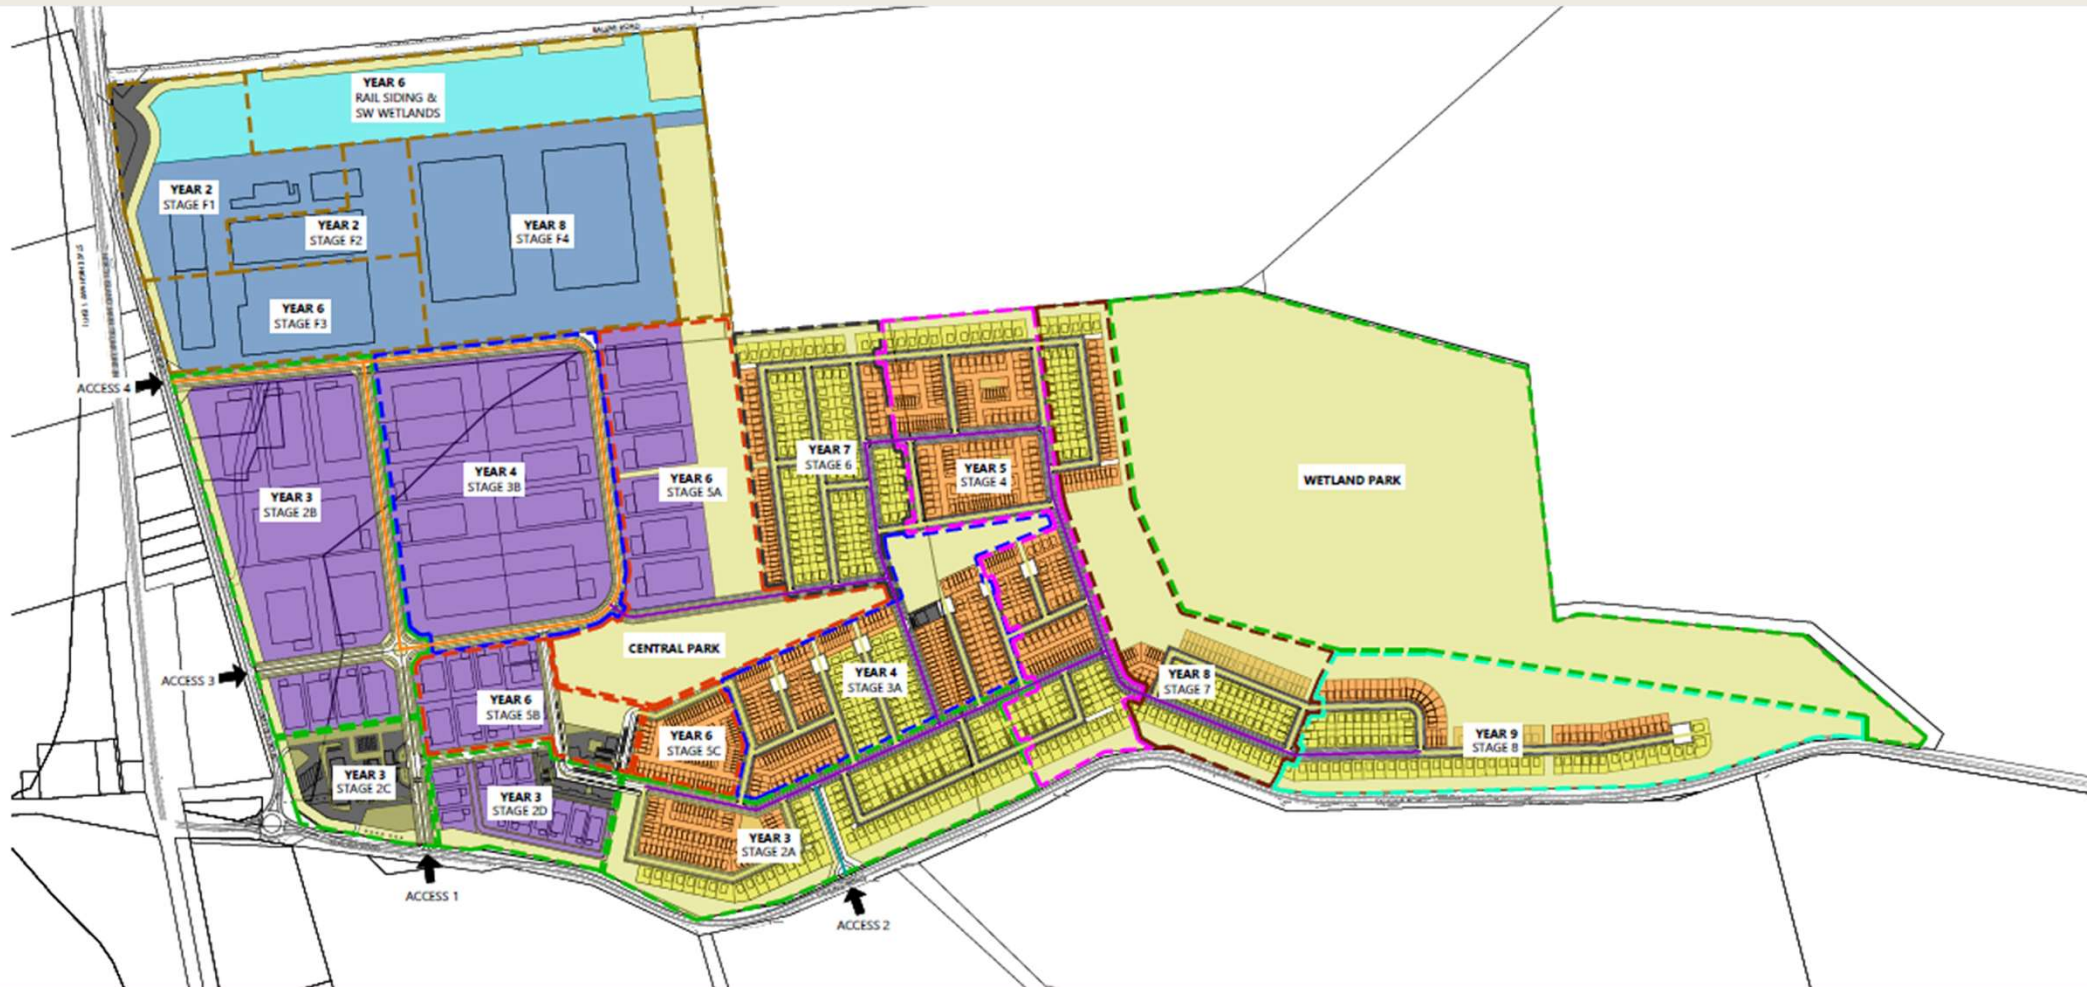 YEAR 6
RAIL SIDING &
SW WETLANDS
YEAR 2
STAGE F1
YEAR 2
STAGE F2
YEAR 8
STAGE F4
YEAR 6
STAGE F3
ACCESS 4
YEAR 3
STAGE 2B
YEAR 4
STAGE 3B
YEAR 6
STAGE 5A
YEAR 7
STAGE 6
YEAR 5
STAGE 4
WETLAND PARK
CENTRAL PARK
ACCESS 3
YEAR 6
STAGE 5B
YEAR 6
STAGE 5C
YEAR 4
STAGE 3A
YEAR 8
STAGE 7
YEAR 9
STAGE 8
YEAR 3
STAGE 2C
YEAR 3
STAGE 2D
YEAR 3
STAGE 2A
ACCESS 1
ACCESS 2